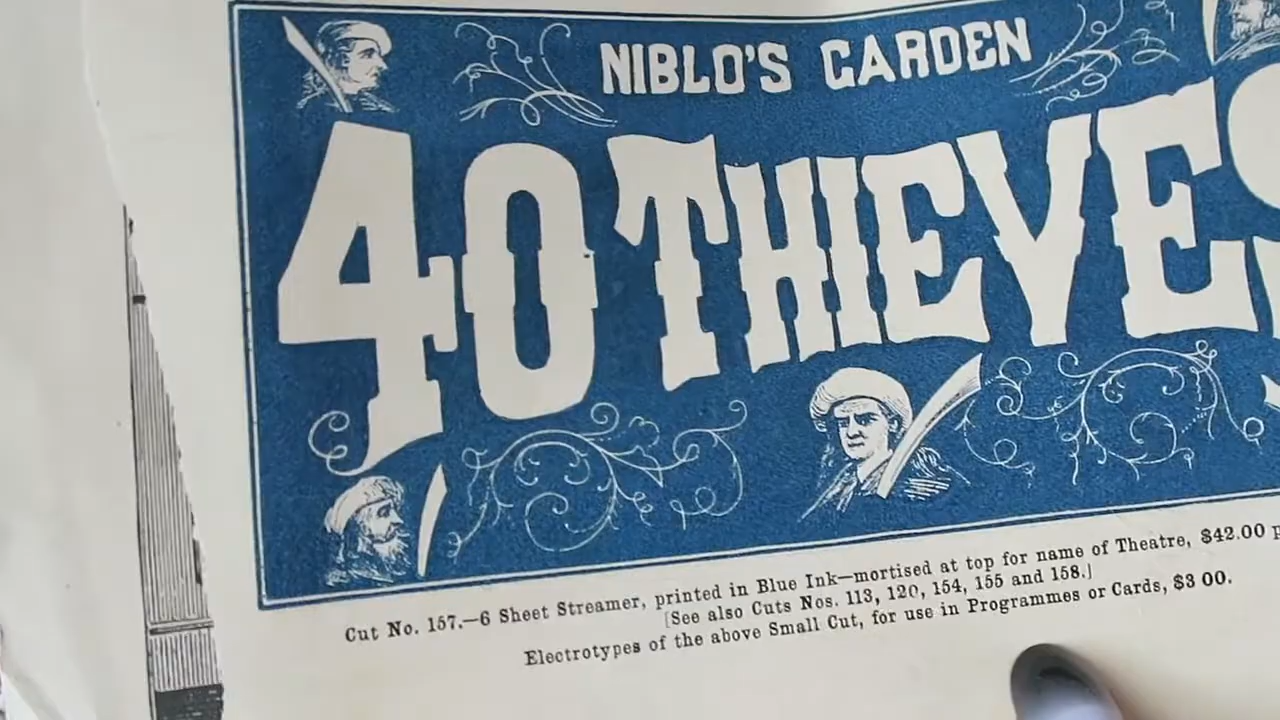 NIBLO'S GARDEN
40 THIEVES
Cut No. 157.—6 Sheet Streamer, printed in Blue Ink—mortised at top for name of Theatre, $42.00
[See also Cuts Nos. 113, 120, 154, 155 and 158.]
Electrotypes of the above Small Cut, for use in Programmes or Cards, $3 00.